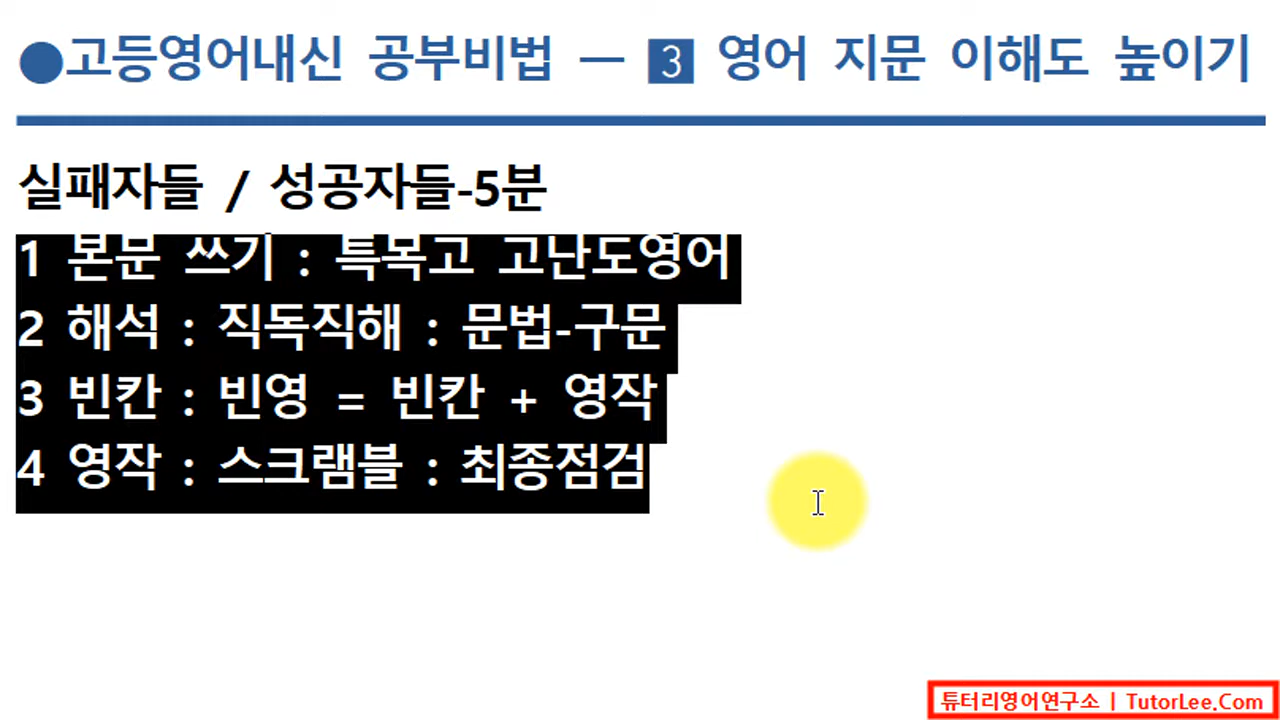 ●고등영어내신 공부비법 — 3 영어 지문 이해도 높이기
실패자들 / 성공자들-5분
1 본문 쓰기 : 특목고 고난도영어
2 해석 : 직독직해 : 문법-구문
3 빈칸 : 빈영 = 빈칸 + 영작
4 영작 : 스크램블 : 최종점검
튜터리영어연구소 | TutorLee.Com